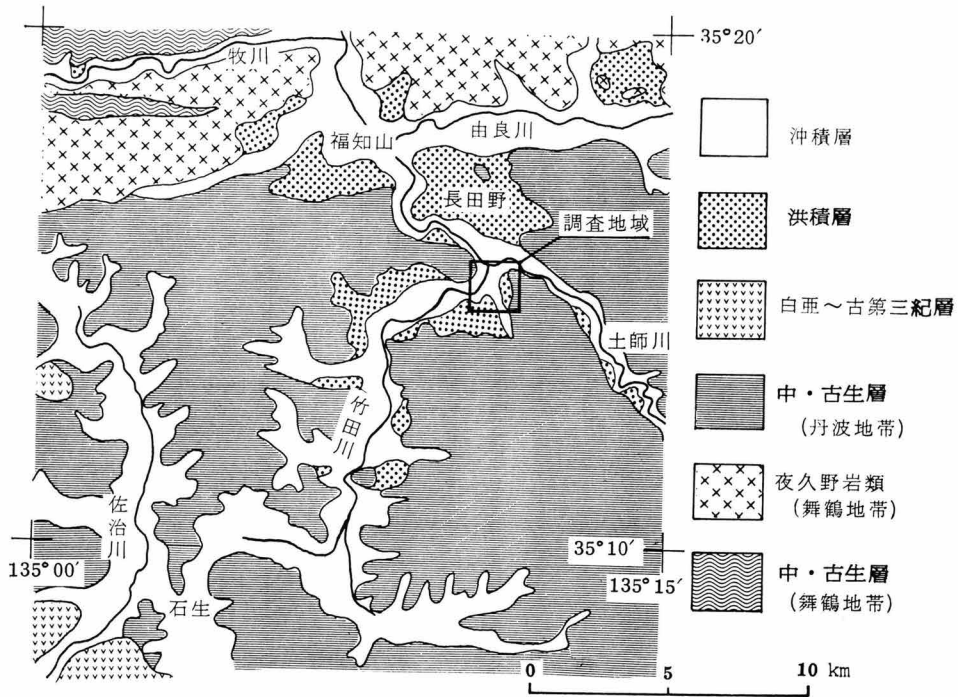 35°20′
牧川
由良川
福知山
長田野
調査地域
土師川
竹田川
佐治川
石生
135°00′
35°10′
135°15′
沖積層
洪積層
白亜～古第三紀層
中・古生層
(丹波地帯)
夜久野岩類
(舞鶴地帯)
中・古生層
(舞鶴地帯)
0 5 10 km